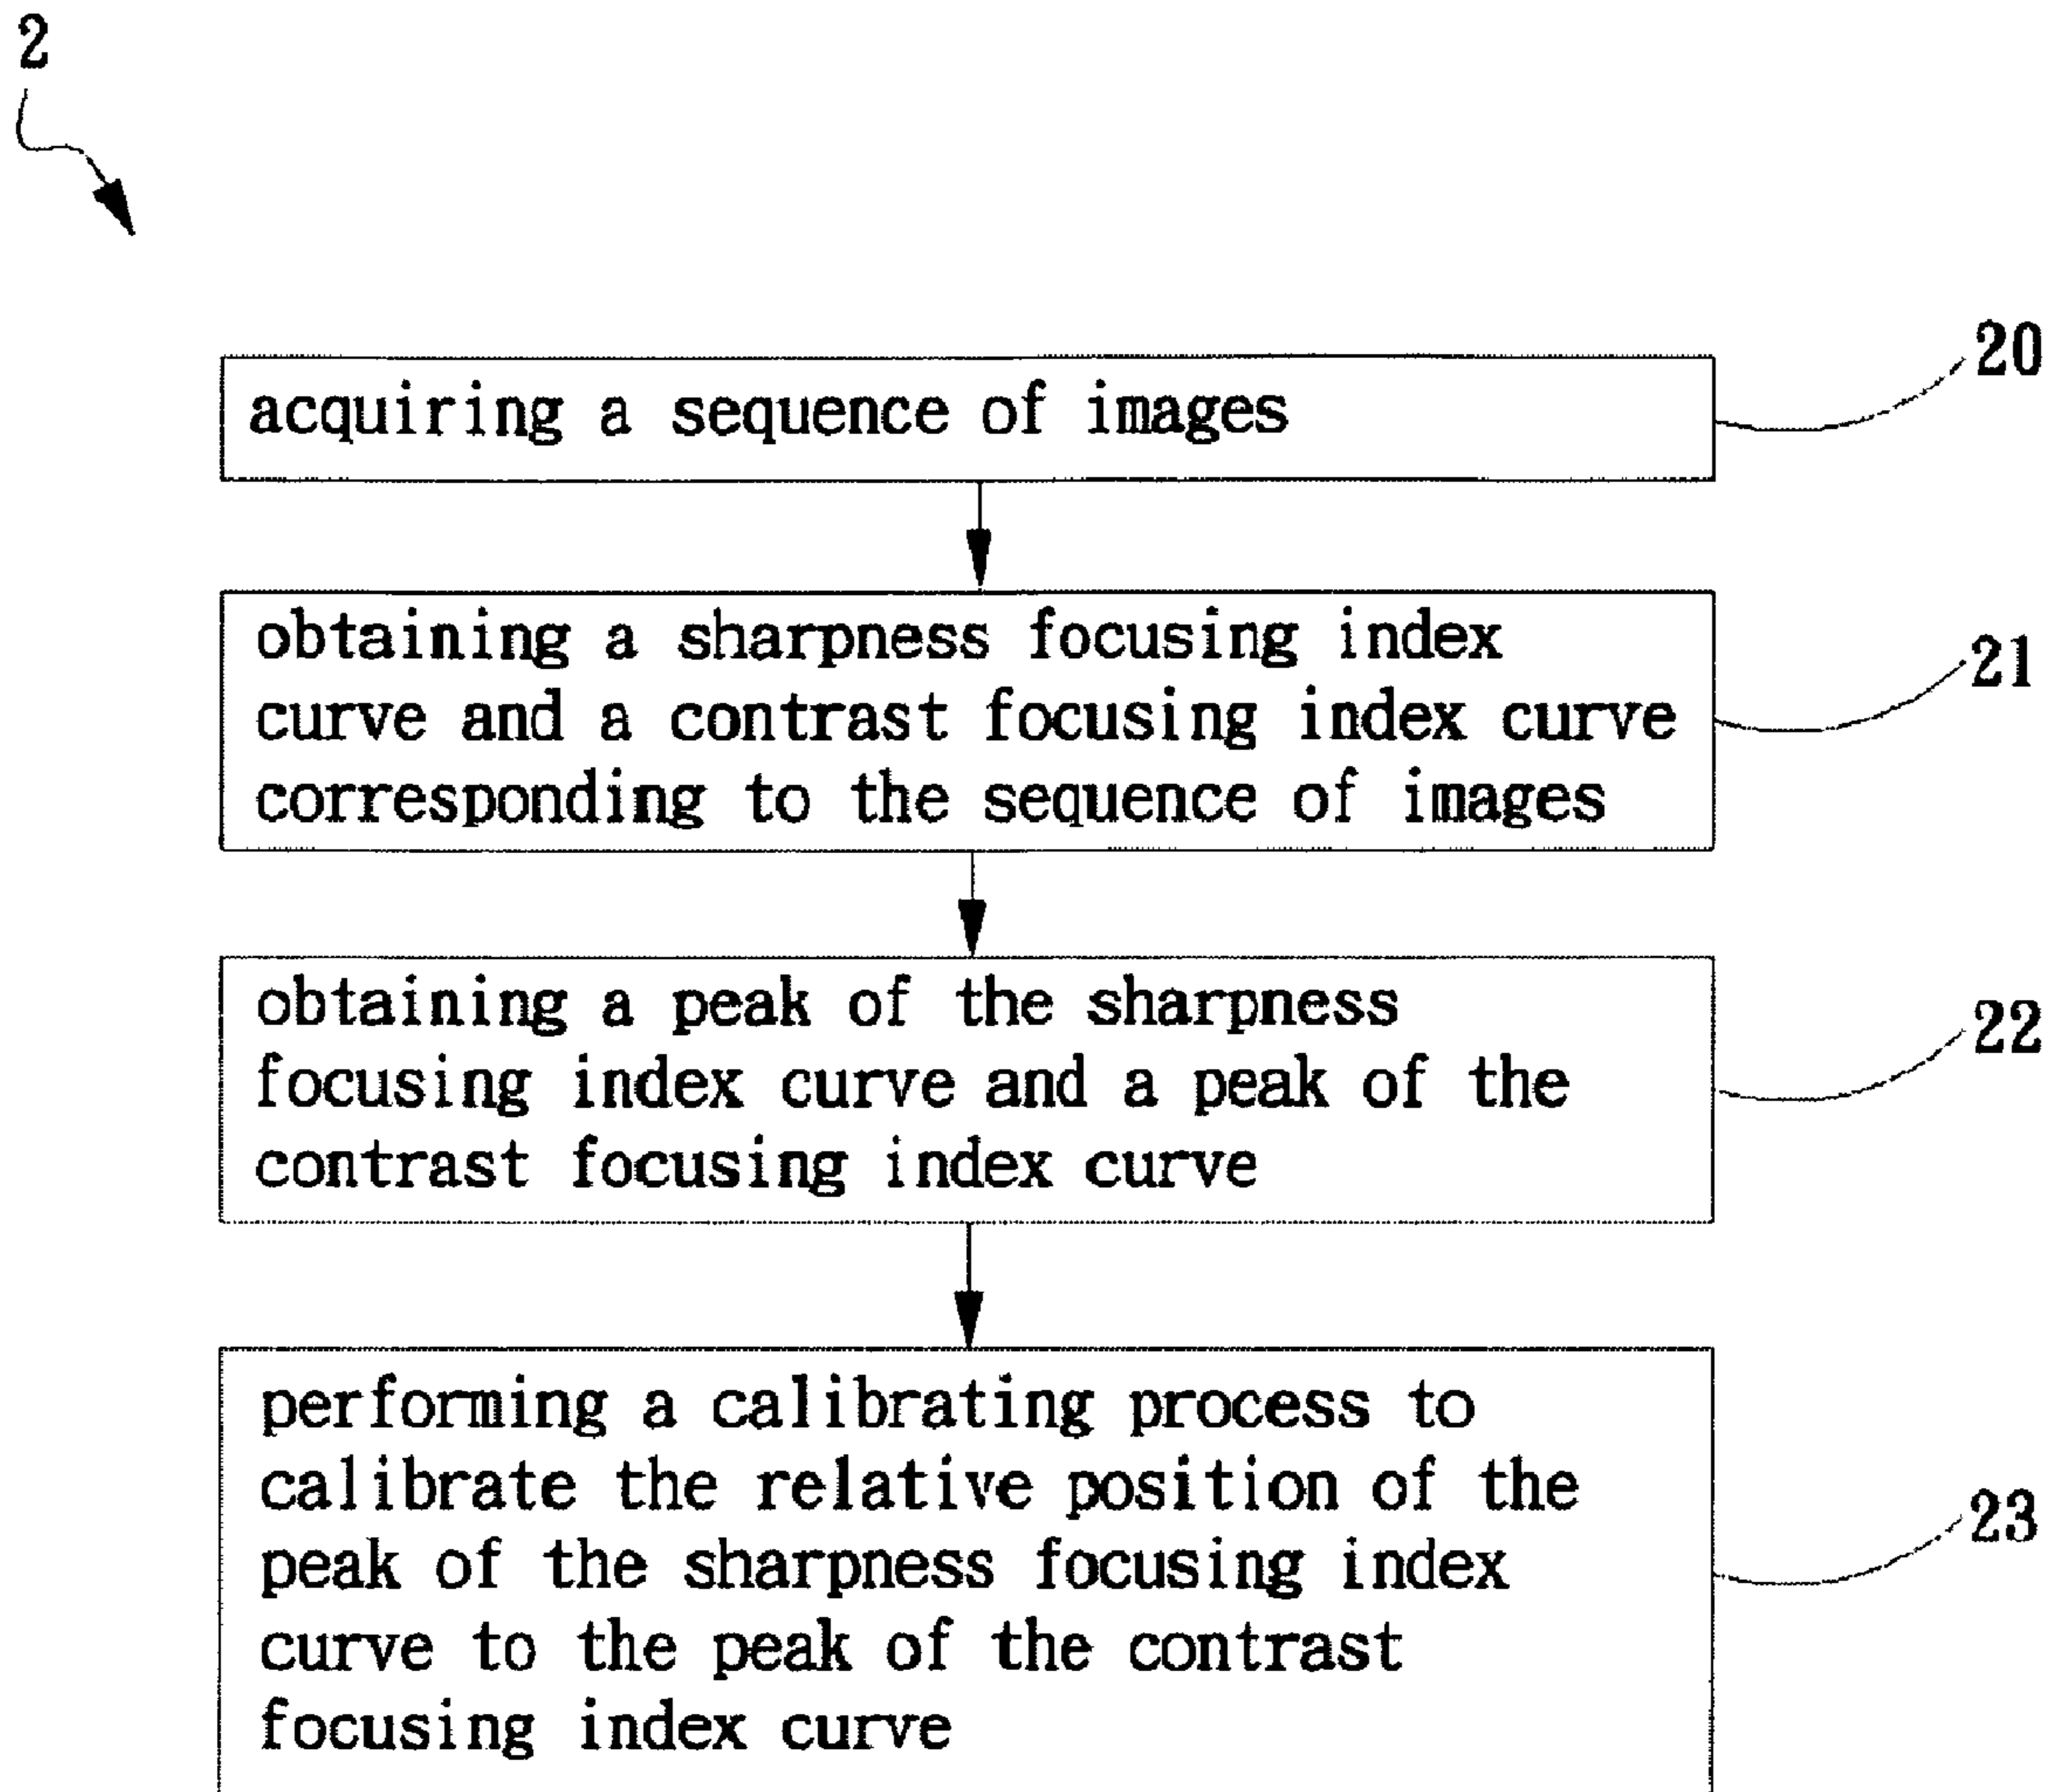 2
acquiring a sequence of images
20
obtaining a sharpness focusing index
curve and a contrast focusing index curve
corresponding to the sequence of images
21
obtaining a peak of the sharpness
focusing index curve and a peak of the
contrast focusing index curve
22
performing a calibrating process to
calibrate the relative position of the
peak of the sharpness focusing index
curve to the peak of the contrast
focusing index curve
23